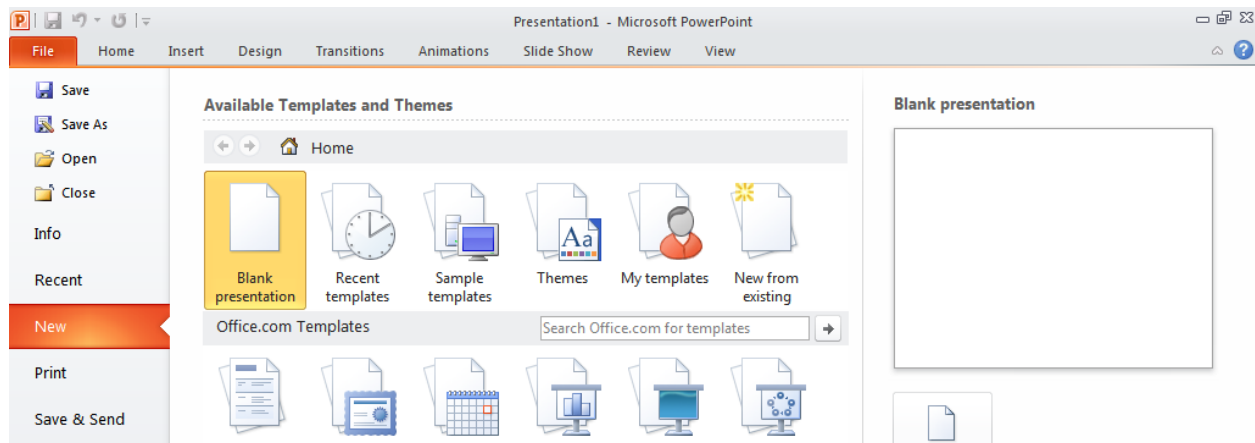 Presentation1 - Microsoft PowerPoint
File Home Insert Design Transitions Animations Slide Show Review View
Save
Save As
Open
Close
Info
Recent
New
Print
Save & Send
Available Templates and Themes
Home
Blank presentation
Recent templates
Sample templates
Themes
My templates
New from existing
Office.com Templates
Search Office.com for templates
Blank presentation